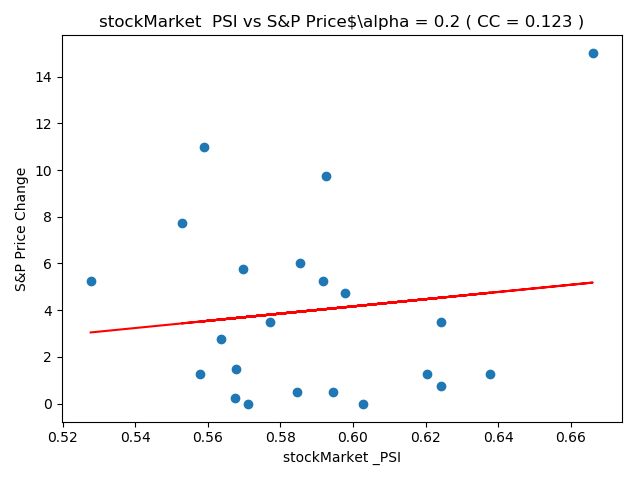 stockMarket  PSI vs S&P Price$\alpha = 0.2 ( CC = 0.123 )
S&P Price Change
14
12
10
8
6
4
2
0
0.52 0.54 0.56 0.58 0.60 0.62 0.64 0.66
stockMarket _PSI